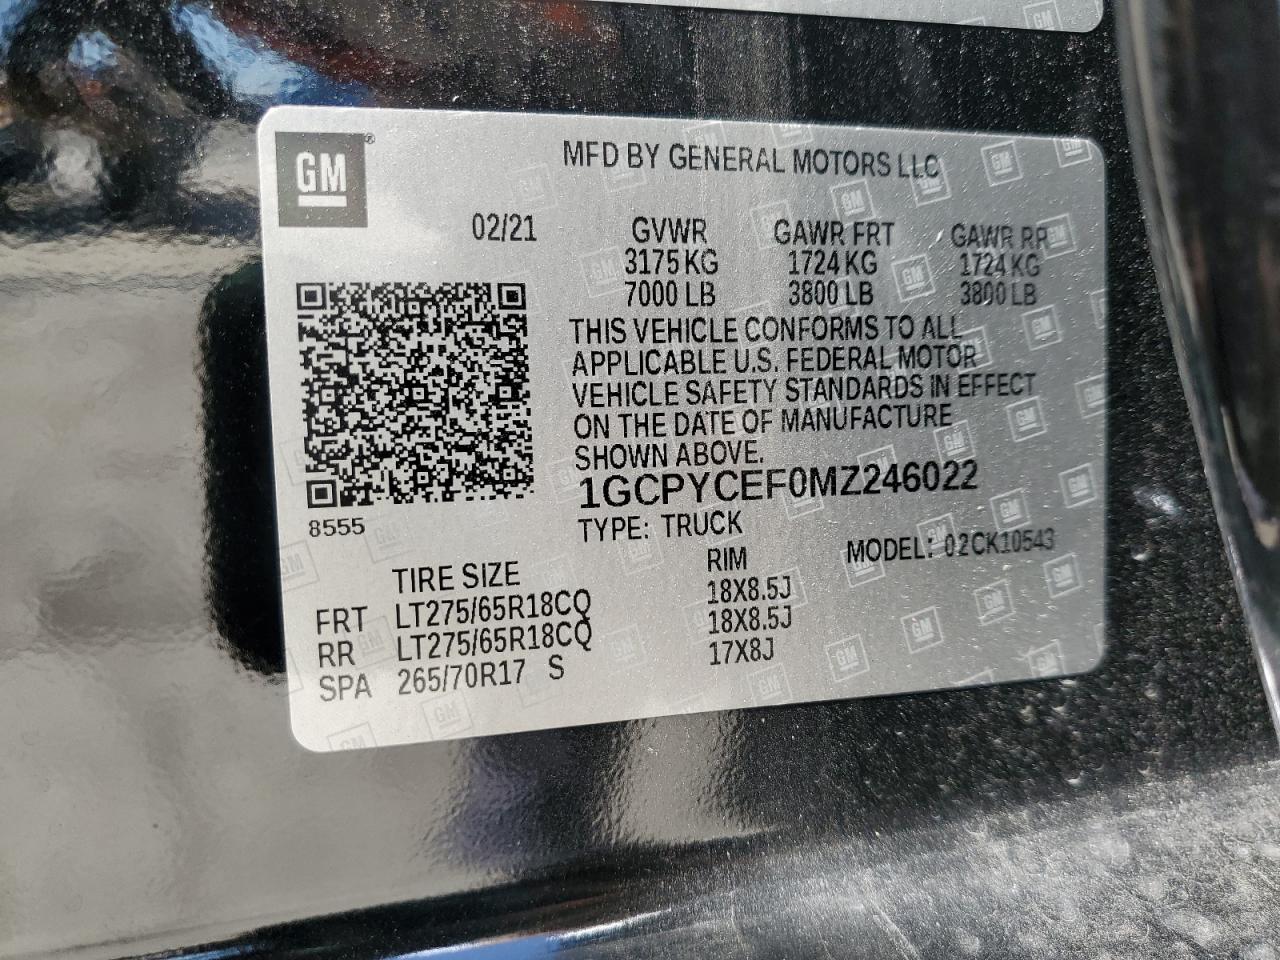 GM
MFD BY GENERAL MOTORS LLC
02/21
GVWR GAWR FRT GAWR RR
3175 KG 1724 KG 1724 KG
7000 LB 3800 LB 3800 LB
THIS VEHICLE CONFORMS TO ALL
APPLICABLE U.S. FEDERAL MOTOR
VEHICLE SAFETY STANDARDS IN EFFECT
ON THE DATE OF MANUFACTURE
SHOWN ABOVE.
1GCPYCEF0MZ246022
8555
TYPE: TRUCK
MODEL: 02CK10543
TIRE SIZE RIM
FRT LT275/65R18CQ 18X8.5J
RR LT275/65R18CQ 18X8.5J
SPA 265/70R17 S 17X8J